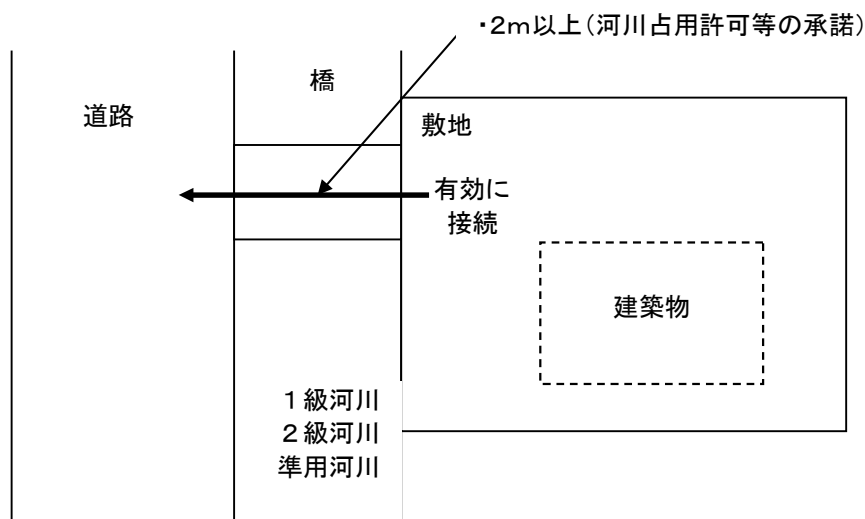 ・2m以上(河川占用許可等の承諾)
橋
道路
敷地
有効に
接続
建築物
1級河川
2級河川
準用河川